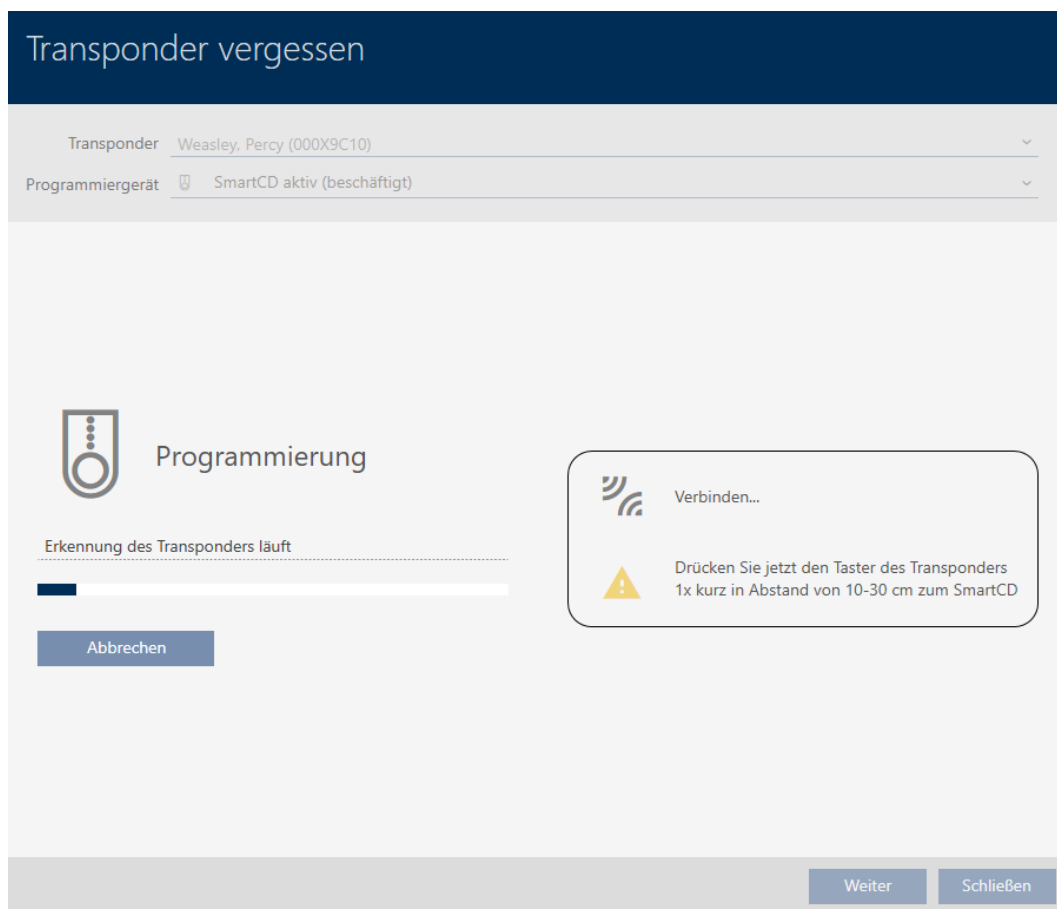 Transponder vergessen
Transponder Weasley, Percy (000X9C10)
Programmiergerät SmartCD aktiv (beschäftigt)
Programmierung
Erkennung des Transponders läuft
Abbrechen
Verbinden...
Drücken Sie jetzt den Taster des Transponders
1x kurz in Abstand von 10-30 cm zum SmartCD
Weiter Schließen